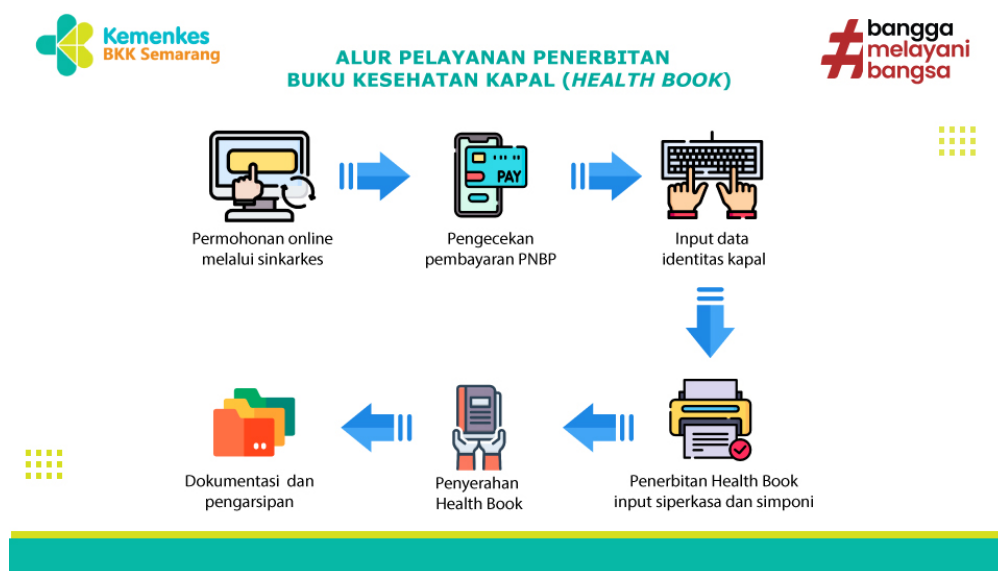 Kemenkes
BKK Semarang
#bangga
melayani
bangsa
ALUR PELAYANAN PENERBITAN
BUKU KESEHATAN KAPAL (HEALTH BOOK)
PAY
Permohonan online
melalui sinkarkes
Pengecekan
pembayaran PNBP
Input data
identitas kapal
Dokumentasi dan
pengarsipan
Penyerahan
Health Book
Penerbitan Health Book
input siperkasa dan simponi